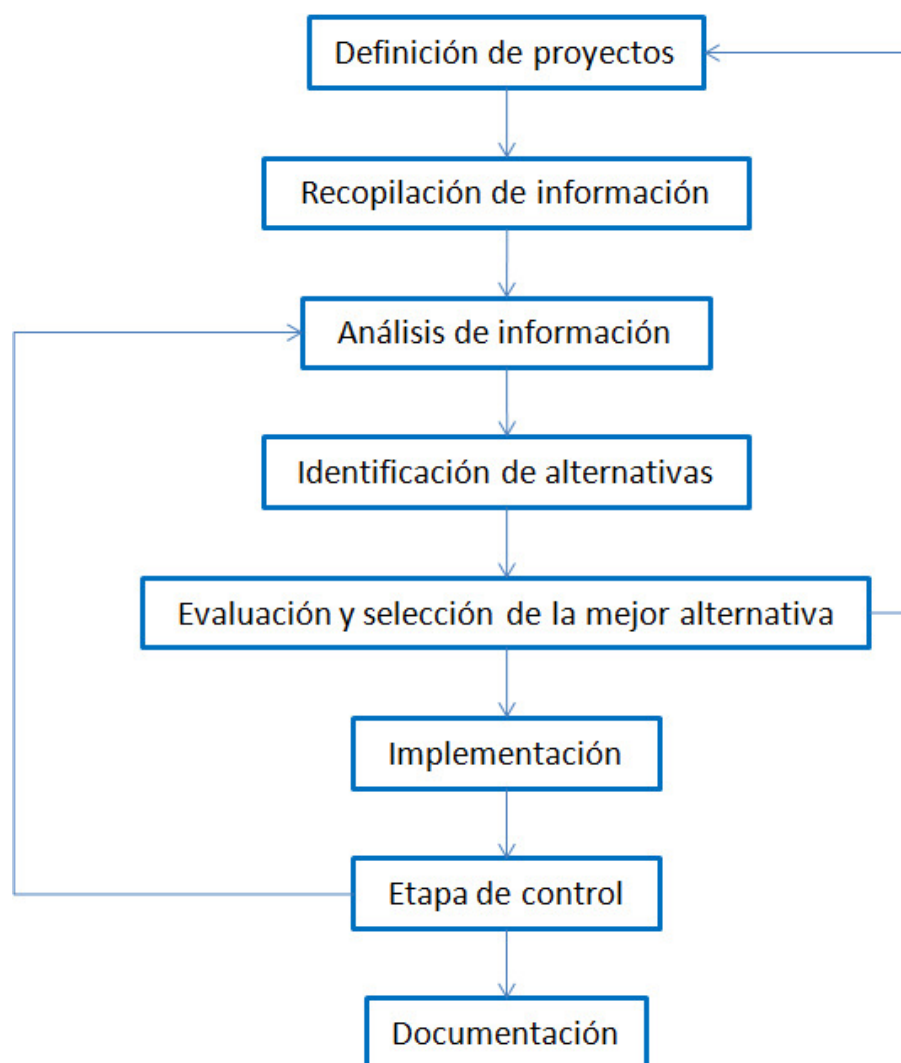 Definición de proyectos
Recopilación de información
Análisis de información
Identificación de alternativas
Evaluación y selección de la mejor alternativa
Implementación
Etapa de control
Documentación